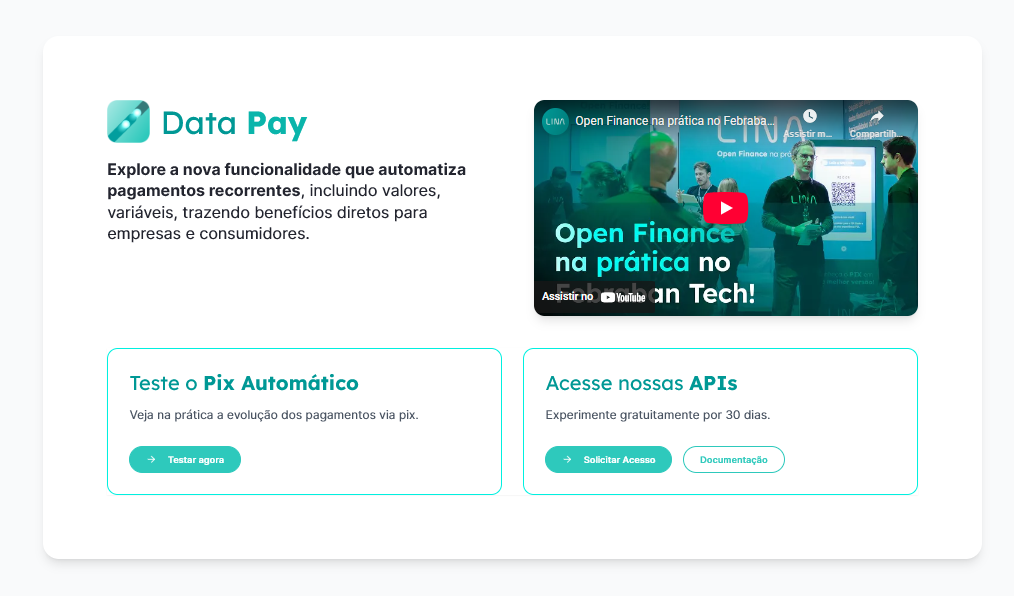 Data Pay
Explore a nova funcionalidade que automatiza
pagamentos recorrentes, incluindo valores,
variáveis, trazendo benefícios diretos para
empresas e consumidores.
LINA
Open Finance na prática no Febraba...
Assistir m...
Compartilh...
LINA
Open Finance na prá
LINA
Open Finance
na prática no
Febraban Tech!
Assistir no YouTube
Teste o Pix Automático
Veja na prática a evolução dos pagamentos via pix.
Testar agora
Acesse nossas APIs
Experimente gratuitamente por 30 dias.
Solicitar Acesso
Documentação